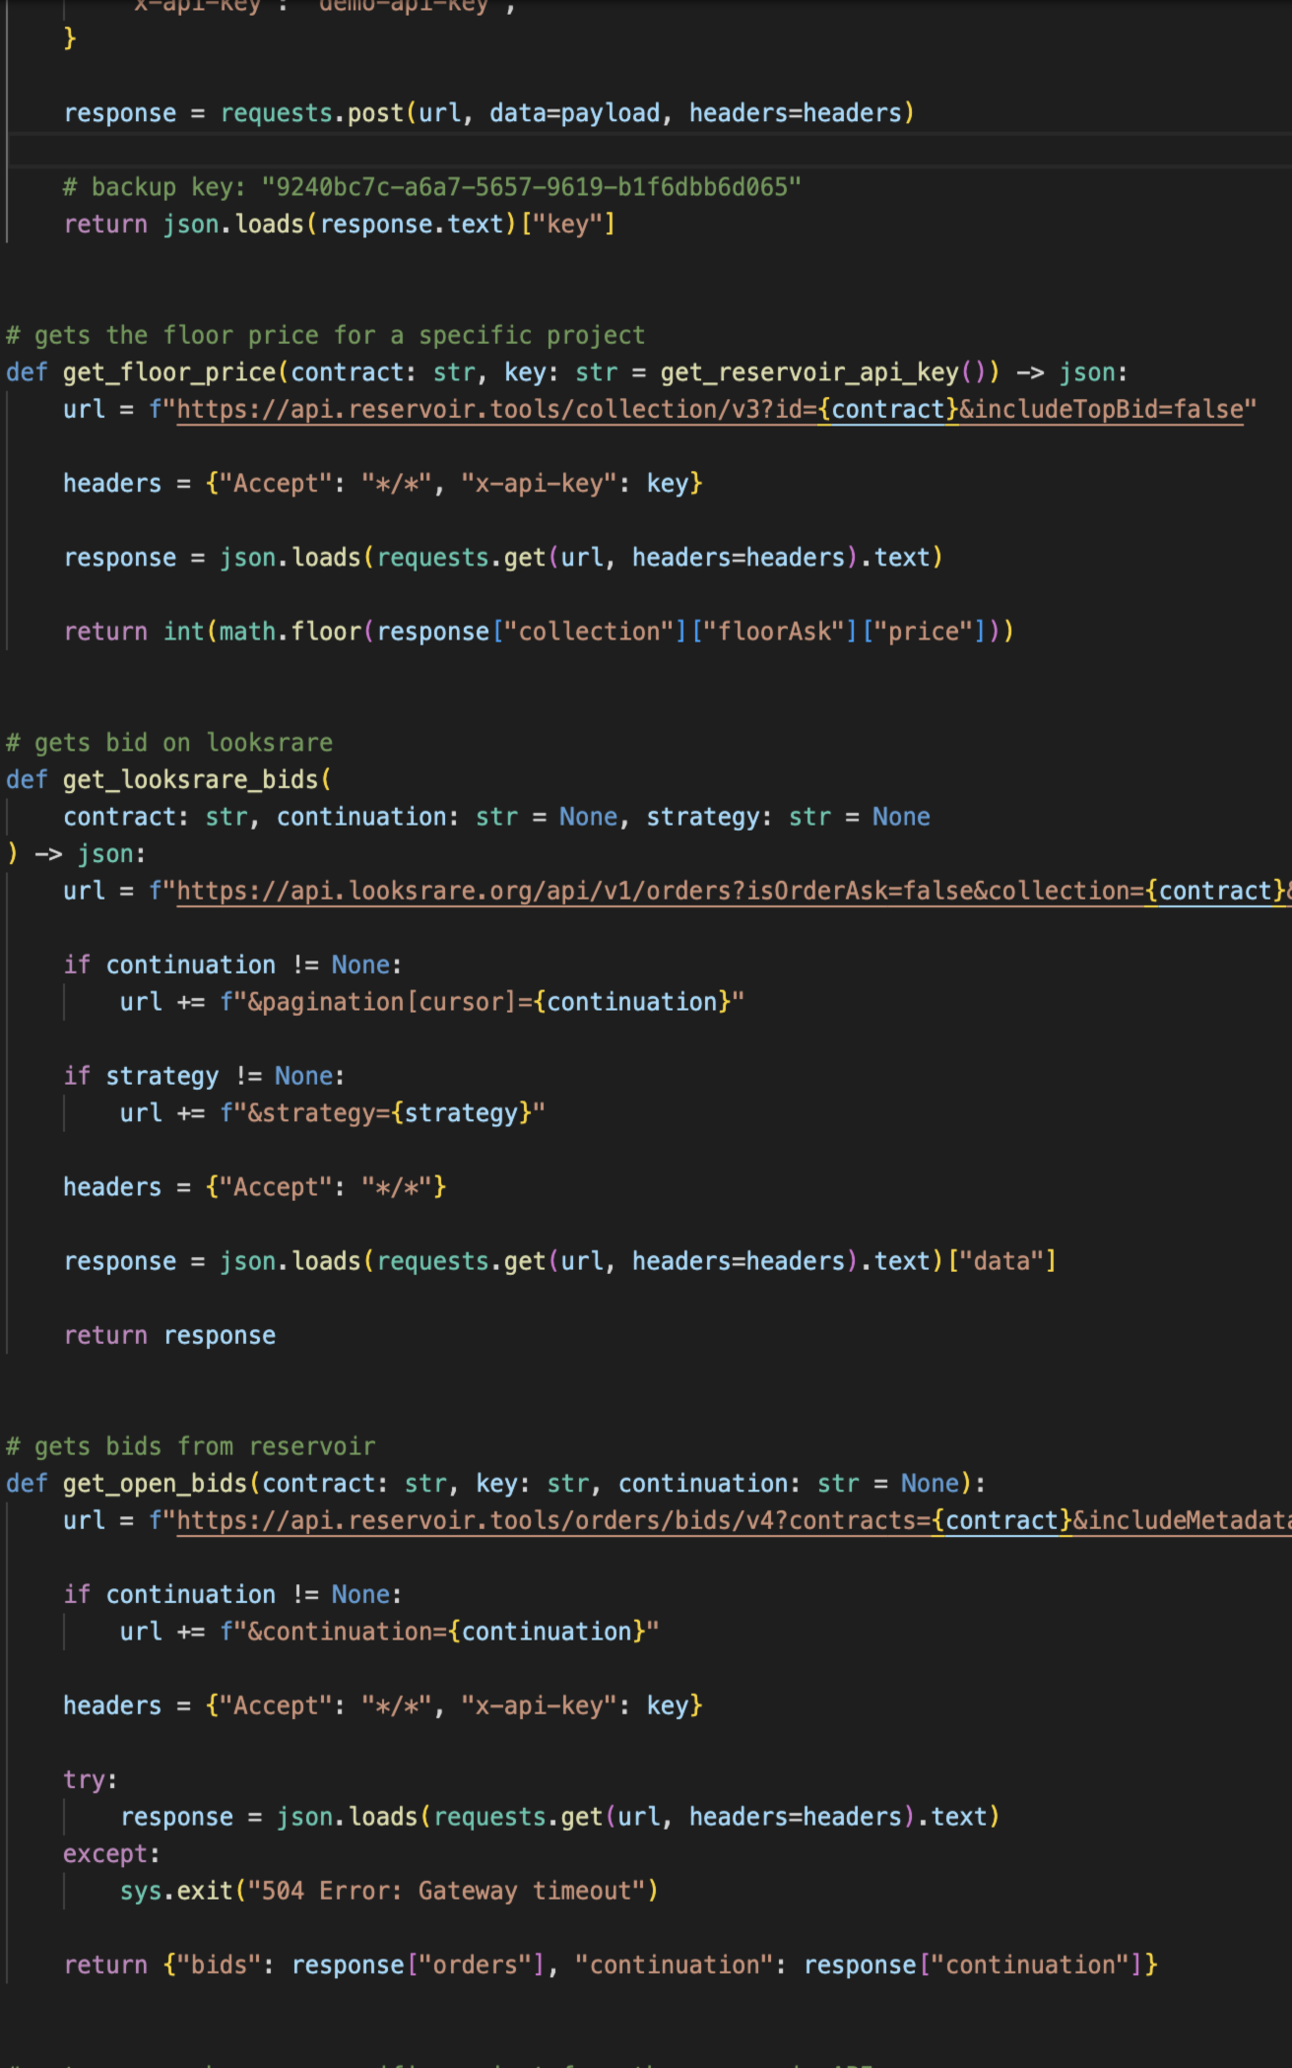 x-api-key : demo-api-key ,
}
response = requests.post(url, data=payload, headers=headers)
# backup key: "9240bc7c-a6a7-5657-9619-b1f6dbb6d065"
return json.loads(response.text)["key"]
# gets the floor price for a specific project
def get_floor_price(contract: str, key: str = get_reservoir_api_key()) -> json:
url = f"https://api.reservoir.tools/collection/v3?id={contract}&includeTopBid=false"
headers = {"Accept": "*/*", "x-api-key": key}
response = json.loads(requests.get(url, headers=headers).text)
return int(math.floor(response["collection"]["floorAsk"]["price"]))
# gets bid on looksrare
def get_looksrare_bids(
contract: str, continuation: str = None, strategy: str = None
) -> json:
url = f"https://api.looksrare.org/api/v1/orders?isOrderAsk=false&collection={contract}&
if continuation != None:
url += f"&pagination[cursor]={continuation}"
if strategy != None:
url += f"&strategy={strategy}"
headers = {"Accept": "*/*"}
response = json.loads(requests.get(url, headers=headers).text)["data"]
return response
# gets bids from reservoir
def get_open_bids(contract: str, key: str, continuation: str = None):
url = f"https://api.reservoir.tools/orders/bids/v4?contracts={contract}&includeMetadata
if continuation != None:
url += f"&continuation={continuation}"
headers = {"Accept": "*/*", "x-api-key": key}
try:
response = json.loads(requests.get(url, headers=headers).text)
except:
sys.exit("504 Error: Gateway timeout")
return {"bids": response["orders"], "continuation": response["continuation"]}